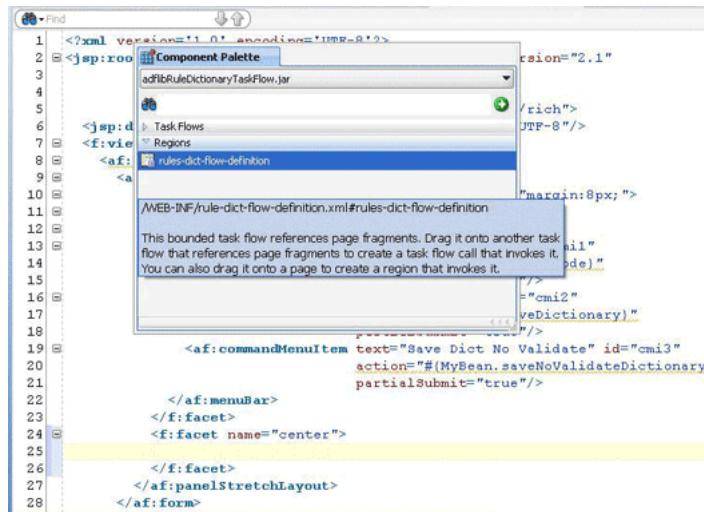 Find
1 <?xml version='1.0' encoding='UTF-8'?>
2 <jsp:roo
rsion="2.1"
3
4
5
/rich">
6 <jsp:d
UTF-8"/>
7 <f:vie
8 <af:
9 <a
10
"margin:8px;">
11
12
13
mi1"
14
ode}"
15
"/>
16
="cmi2"
17
veDictionary}"
18
"/>
19 <af:commandMenuItem text="Save Dict No Validate" id="cmi3"
20 action="#{MyBean.saveNoValidateDictionary
21 partialSubmit="true"/>
22 </af:menuBar>
23 </f:facet>
24 <f:facet name="center">
25
26 </f:facet>
27 </af:panelStretchLayout>
28 </af:form>
Component Palette
adflibRuleDictionaryTaskFlow.jar
Task Flows
Regions
rules-dict-flow-definition
/WEB-INF/rule-dict-flow-definition.xml#rules-dict-flow-definition
This bounded task flow references page fragments. Drag it onto another task
flow that references page fragments to create a task flow call that invokes it.
You can also drag it onto a page to create a region that invokes it.